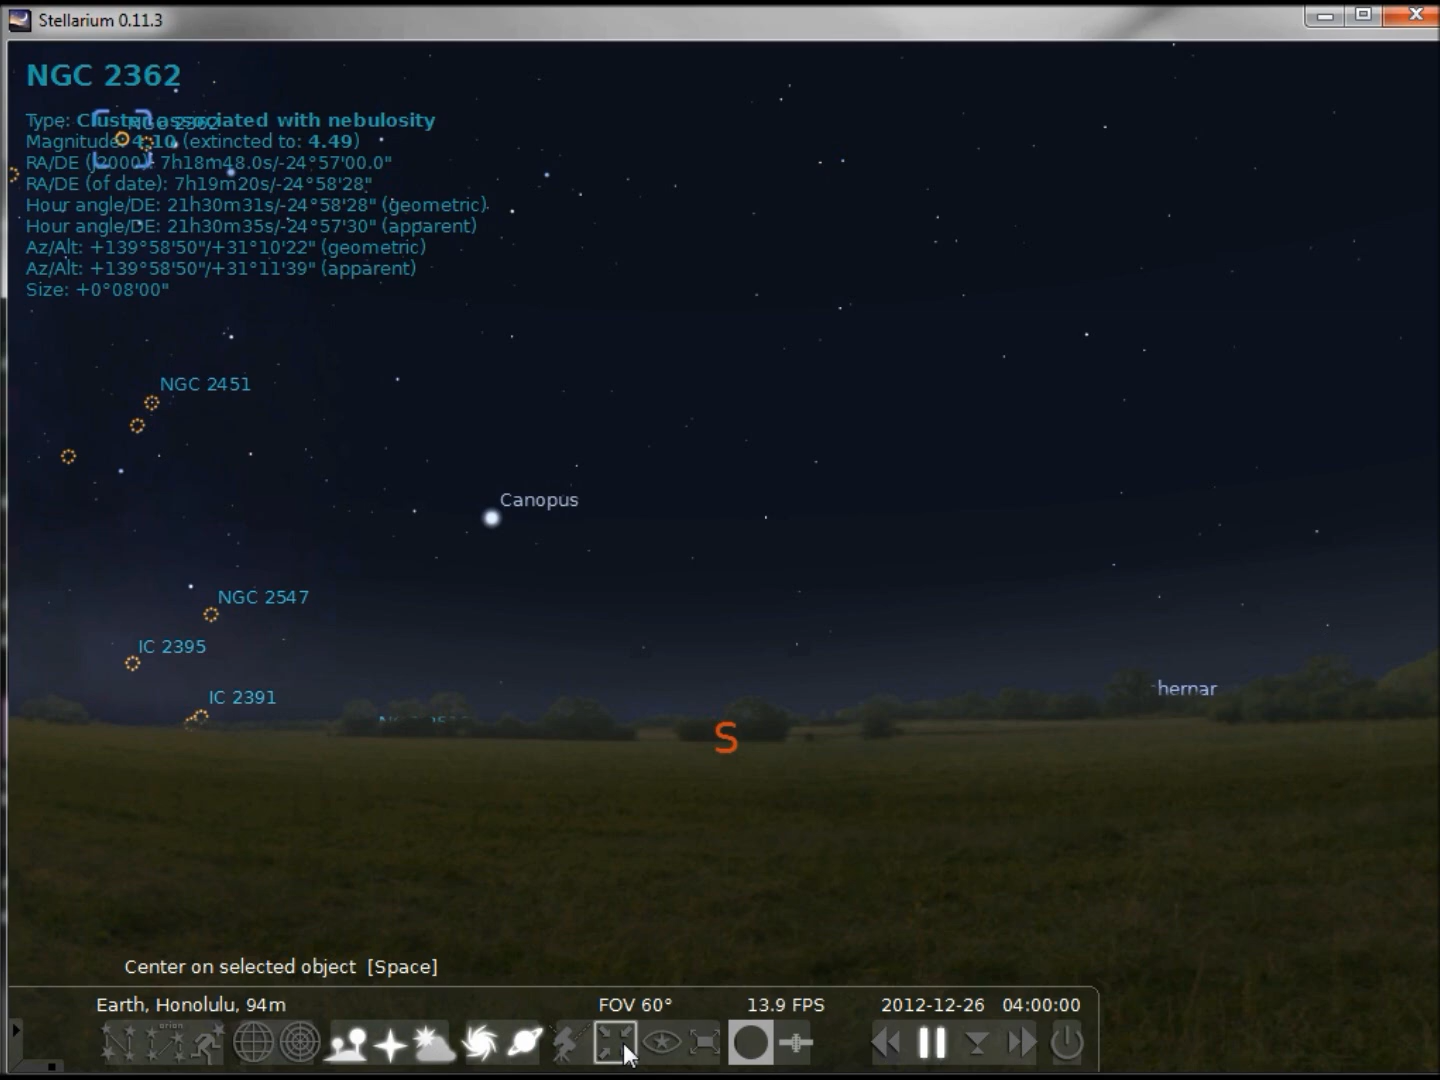 Stellarium 0.11.3
NGC 2362
Type: Cluster associated with nebulosity
NGC 2362
Magnitude: 4.10 (extincted to: 4.49)
RA/DE (J2000): 7h18m48.0s/-24°57'00.0"
RA/DE (of date): 7h19m20s/-24°58'28"
Hour angle/DE: 21h30m31s/-24°58'28" (geometric)
Hour angle/DE: 21h30m35s/-24°57'30" (apparent)
Az/Alt: +139°58'50"/+31°10'22" (geometric)
Az/Alt: +139°58'50"/+31°11'39" (apparent)
Size: +0°08'00"
NGC 2451
Canopus
NGC 2547
IC 2395
IC 2391
hernar
S
Center on selected object [Space]
Earth, Honolulu, 94m FOV 60° 13.9 FPS 2012-12-26 04:00:00